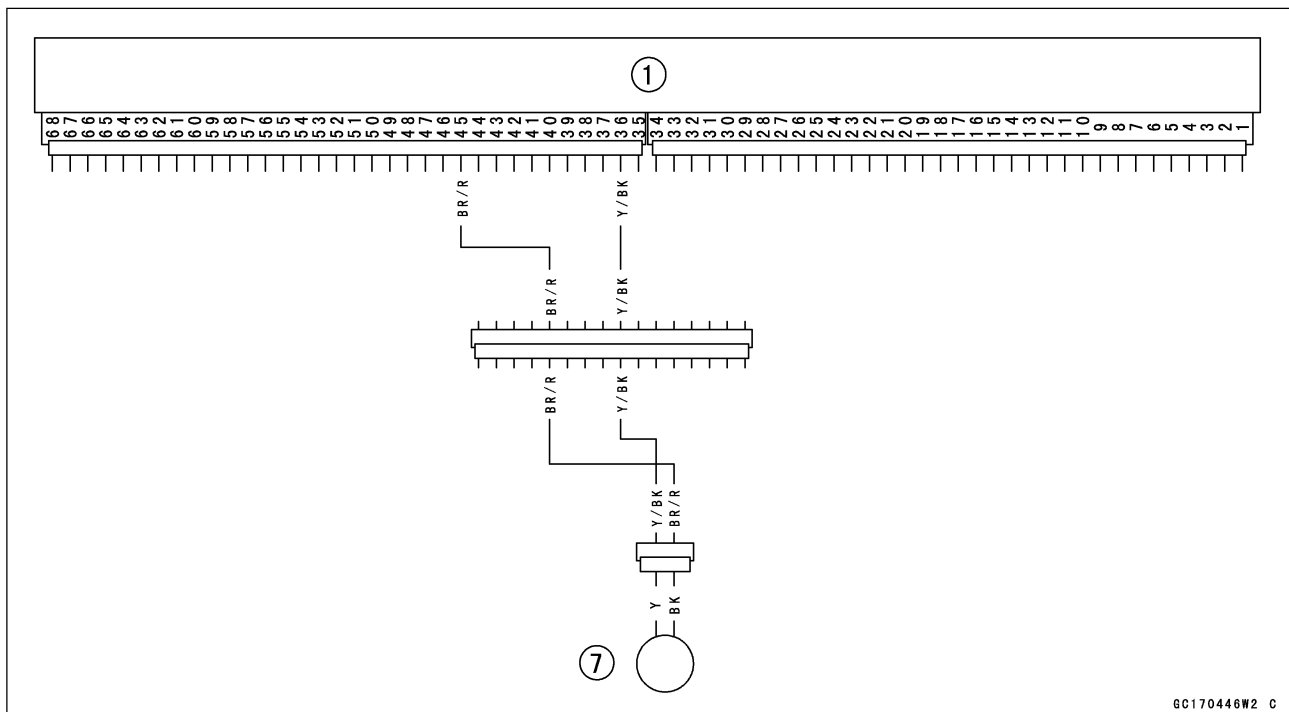 1
68 67 66 65 64 63 62 61 60 59 58 57 56 55 54 53 52 51 50 49 48 47 46 45 44 43 42 41 40 39 38 37 36 35 34 33 32 31 30 29 28 27 26 25 24 23 22 21 20 19 18 17 16 15 14 13 12 11 10 9 8 7 6 5 4 3 2 1
BR/R Y/BK
BR/R Y/BK
BR/R Y/BK
Y/BK BR/R
Y BK
7
GC170446W2 C